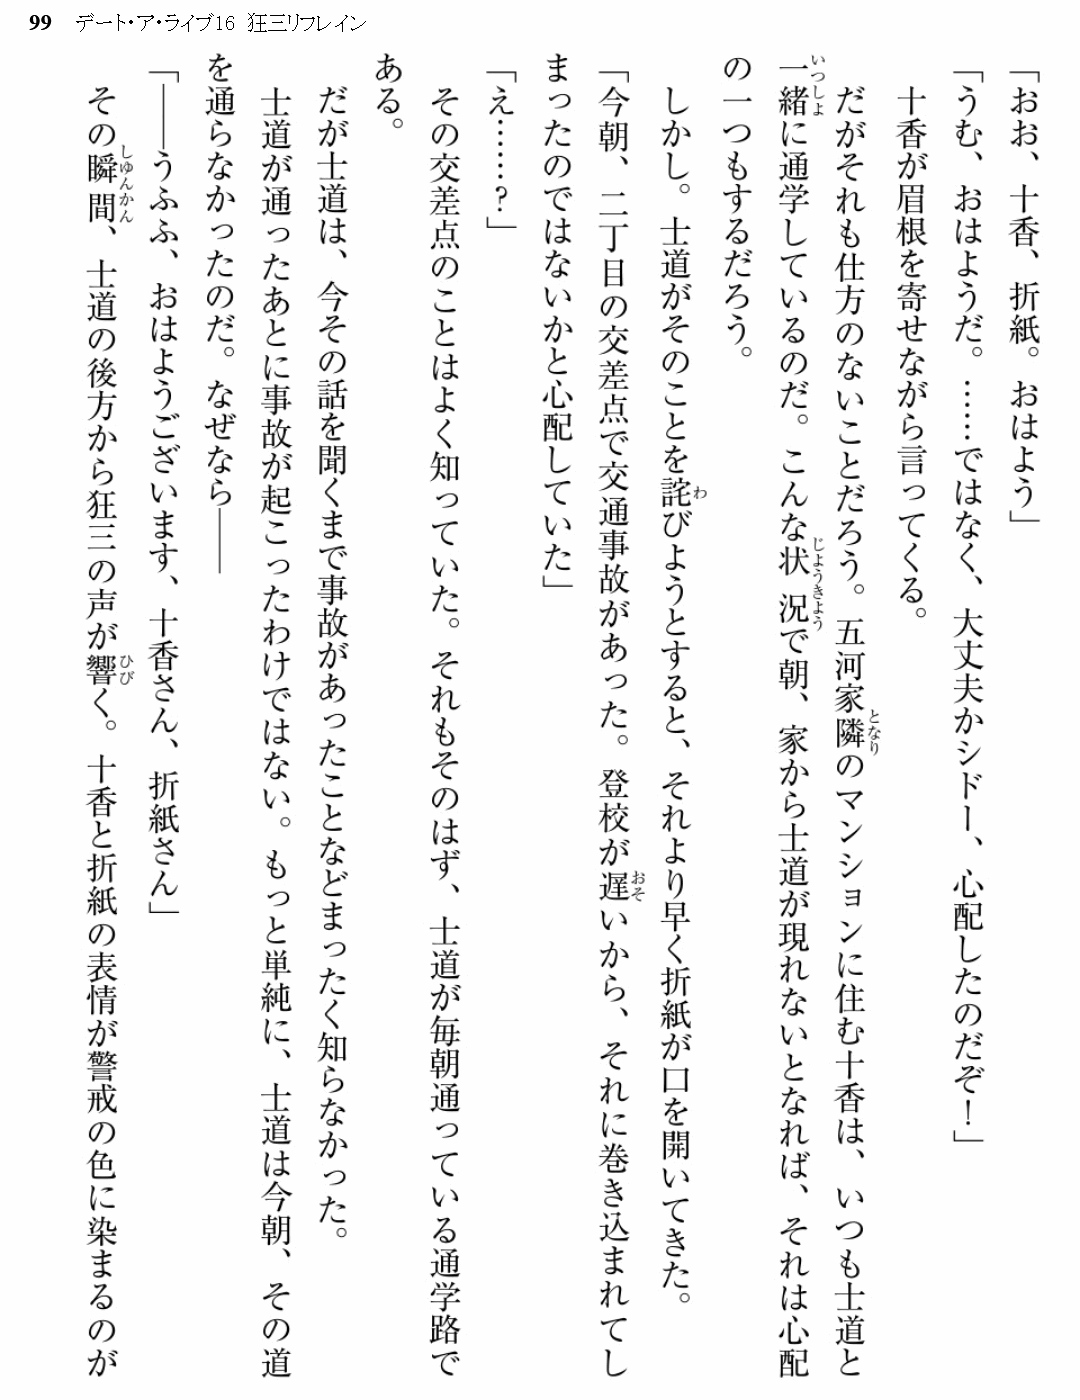 99 デート・ア・ライブ16 狂三リフレイン
「おお、十香、折紙。おはよう」
「うむ、おはようだ。……ではなく、大丈夫かシドー、心配したのだぞ！」
十香が眉根を寄せながら言ってくる。
だがそれも仕方のないことだろう。五河家隣のマンションに住む十香は、いつも士道と
一緒に通学しているのだ。こんな状況で朝、家から士道が現れないとなれば、それは心配
の一つもするだろう。
しかし。士道がそのことを詫びようとすると、それより早く折紙が口を開いてきた。
「今朝、二丁目の交差点で交通事故があった。登校が遅いから、それに巻き込まれてし
まったのではないかと心配していた」
「え……？」
その交差点のことはよく知っていた。それもそのはず、士道が毎朝通っている通学路で
ある。
だが士道は、今その話を聞くまで事故があったことなどまったく知らなかった。
士道が通ったあとに事故が起こったわけではない。もっと単純に、士道は今朝、その道
を通らなかったのだ。なぜなら――
「――うふふ、おはようございます、十香さん、折紙さん」
その瞬間、士道の後方から狂三の声が響く。十香と折紙の表情が警戒の色に染まるのが